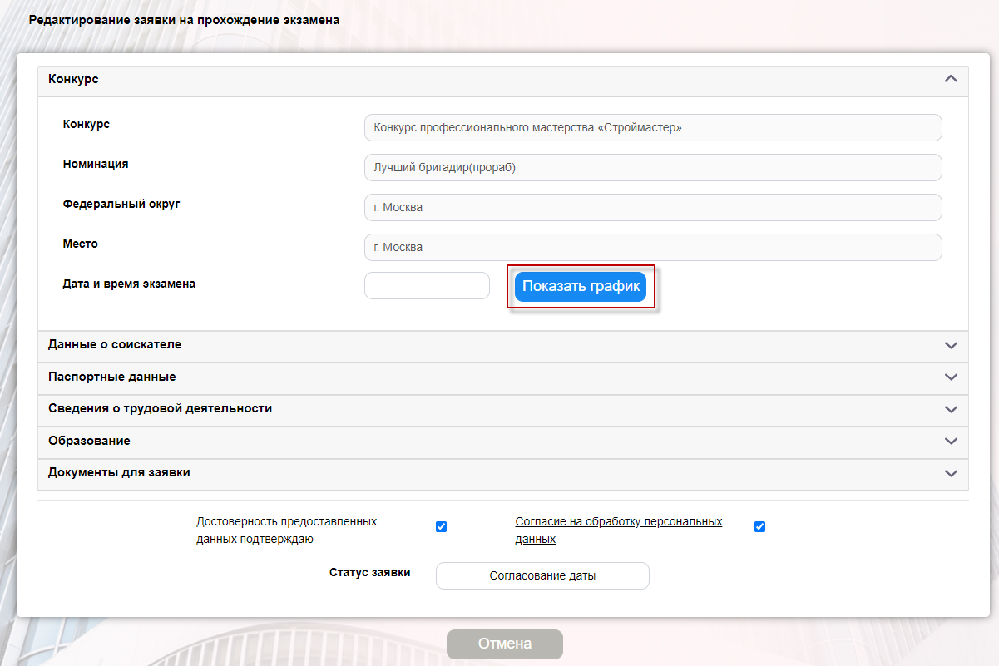 Редактирование заявки на прохождение экзамена
Конкурс
Конкурс
Конкурс профессионального мастерства «Строймастер»
Номинация
Лучший бригадир(прораб)
Федеральный округ
г. Москва
Место
г. Москва
Дата и время экзамена
Показать график
Данные о соискателе
Паспортные данные
Сведения о трудовой деятельности
Образование
Документы для заявки
Достоверность предоставленных
данных подтверждаю
Согласие на обработку персональных
данных
Статус заявки
Согласование даты
Отмена